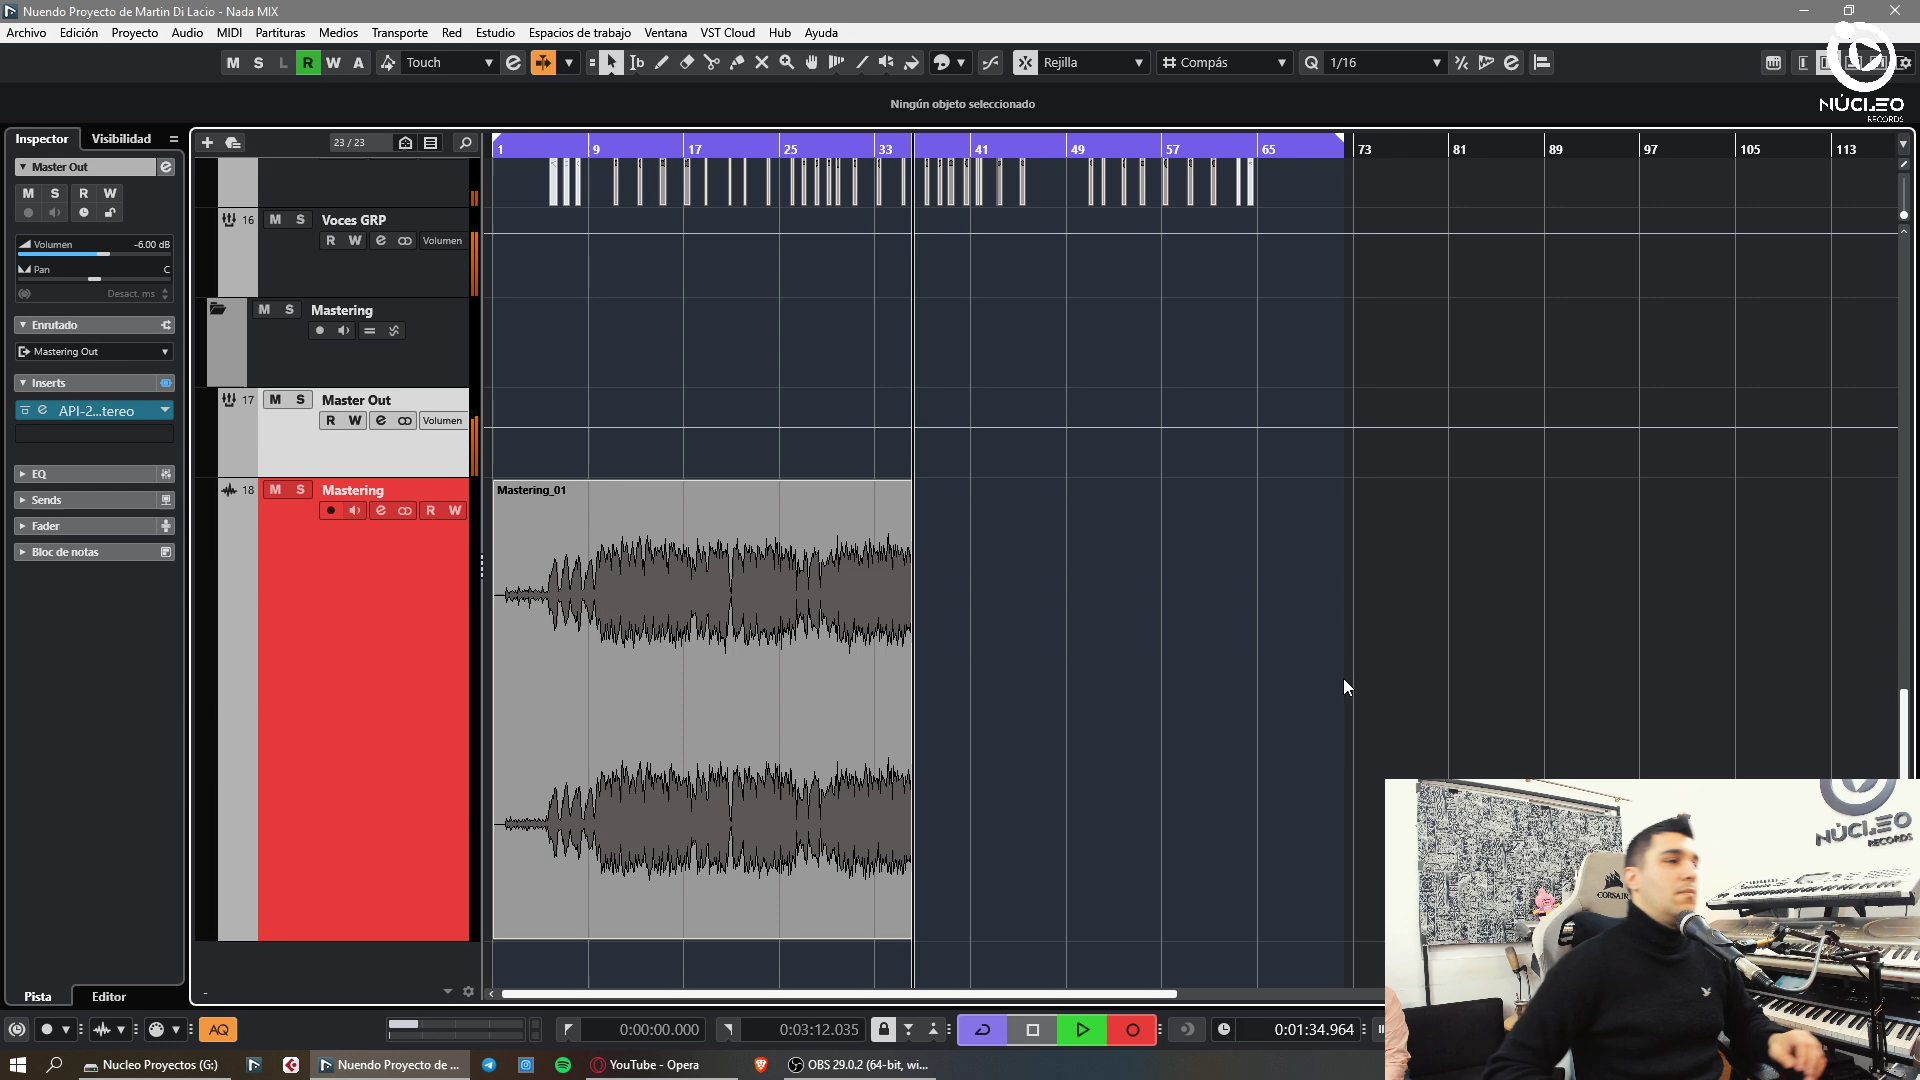 Nuendo Proyecto de Martin Di Lacio - Nada MIX
Archivo Edición Proyecto Audio MIDI Partituras Medios Transporte Red Estudio Espacios de trabajo Ventana VST Cloud Hub Ayuda
M S L R W A Touch Rejilla Compás Q 1/16
NÚCLEO
RECORDS
Ningún objeto seleccionado
Inspector Visibilidad 23 / 23
1 9 17 25 33 41 49 57 65 73 81 89 97 105 113
Master Out
M S R W
Volumen -6.00 dB
Pan C
Desact. ms
Enrutado
Mastering Out
Inserts
API-2...tereo
EQ
Sends
Fader
Bloc de notas
16 M S Voces GRP
R W Volumen
M S Mastering
17 M S Master Out
R W Volumen
18 M S Mastering
R W
Mastering_01
NÚCLEO
RECORDS
CORSAIR
Pista Editor
AQ 0:00:00.000 0:03:12.035 0:01:34.964
Nucleo Proyectos (G:) Nuendo Proyecto de ... YouTube - Opera OBS 29.0.2 (64-bit, wi...